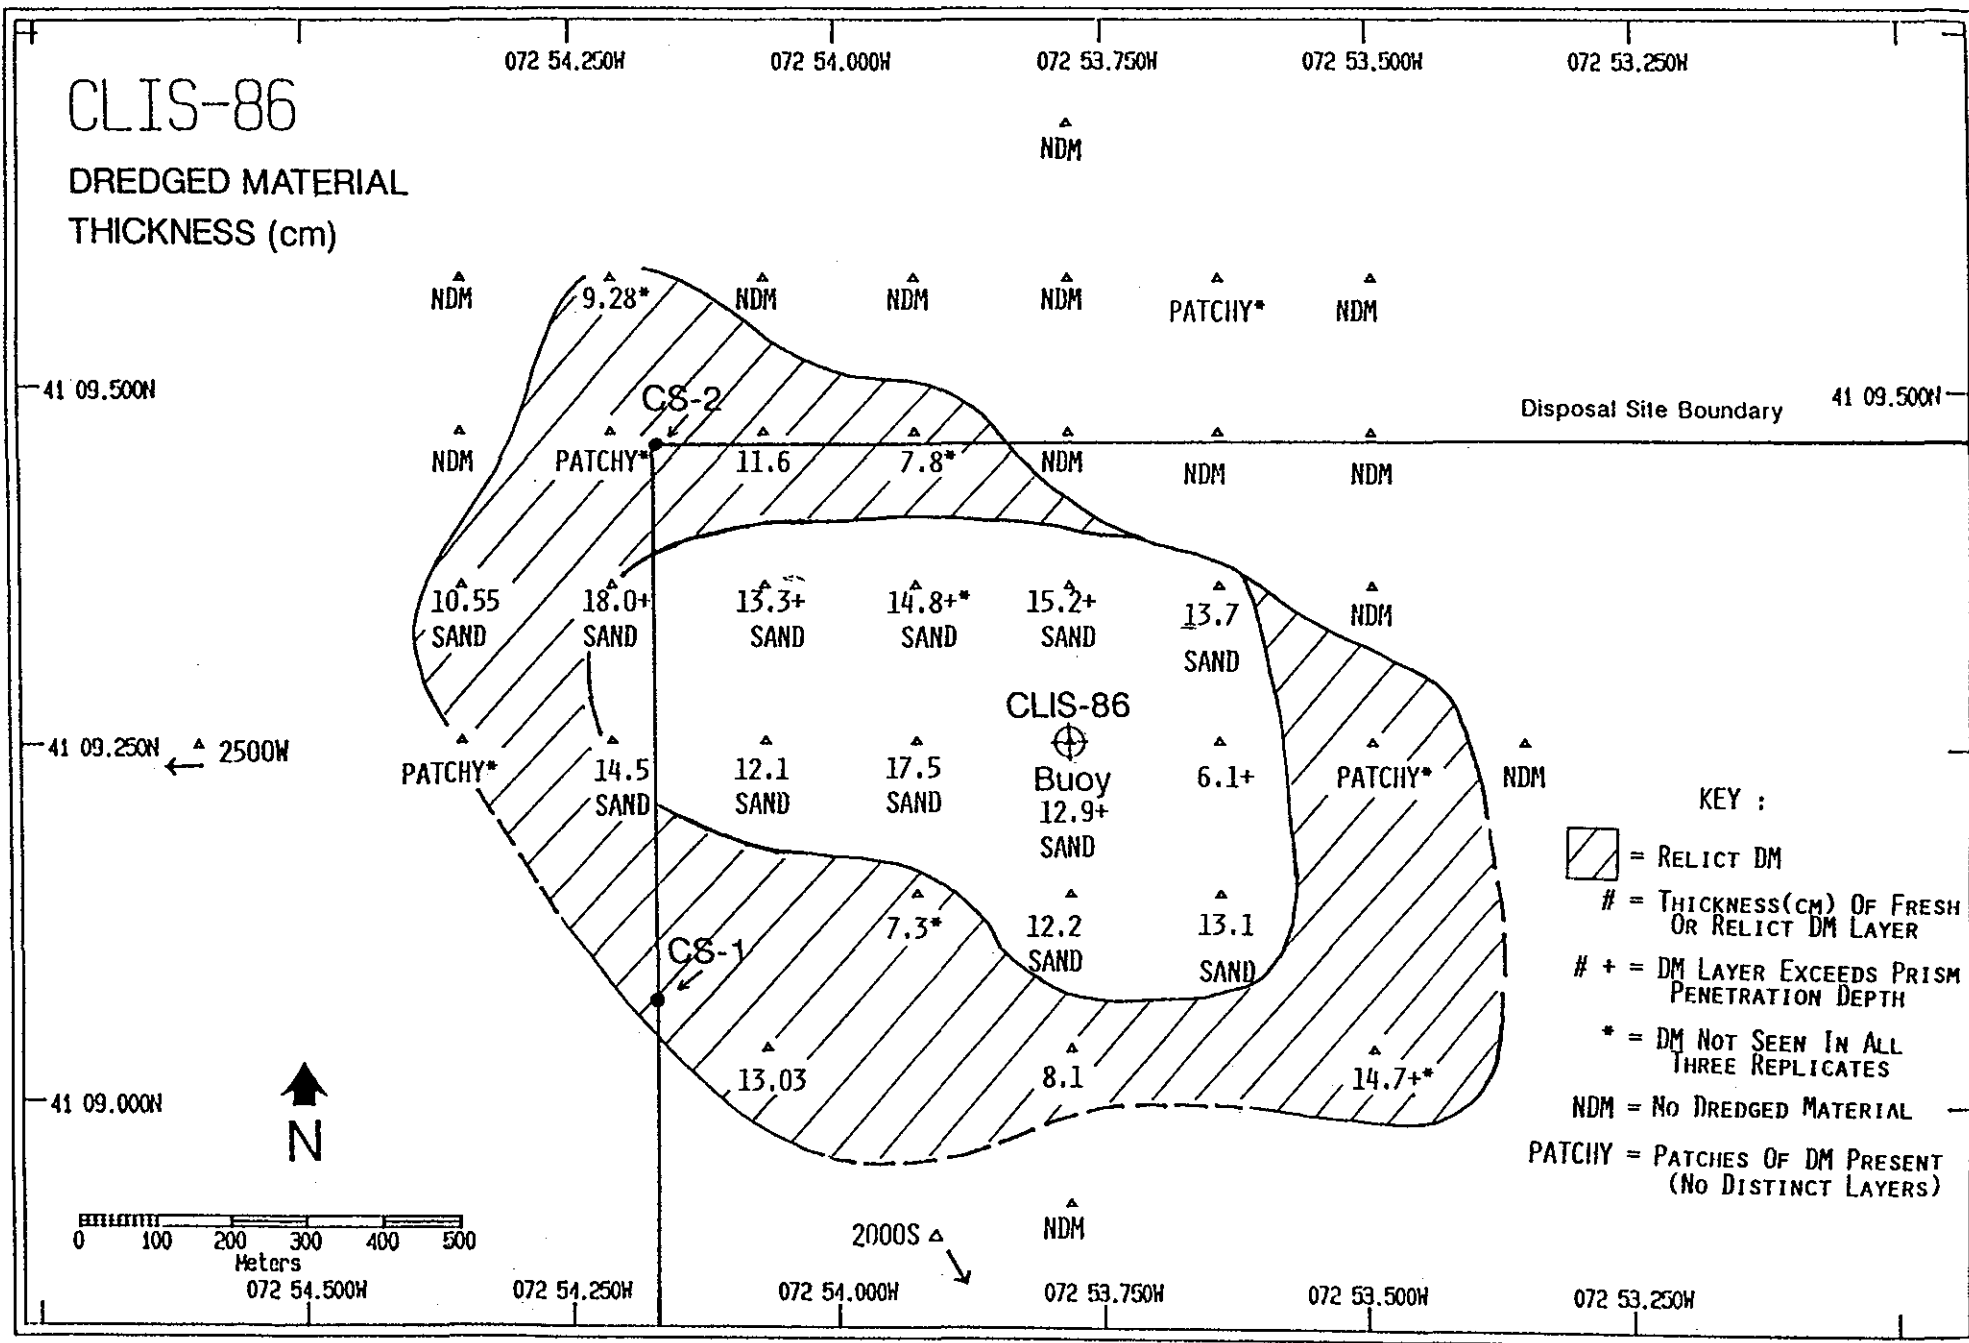 072 54.250W 072 54.000W 072 53.750W 072 53.500W 072 53.250W
CLIS-86
DREDGED MATERIAL
THICKNESS (cm)
NDM
NDM 9.28* NDM NDM NDM PATCHY* NDM
41 09.500N CS-2 Disposal Site Boundary 41 09.500N
NDM PATCHY* 11.6 7.8* NDM NDM NDM
10.55 18.0+ 13.3+ 14.8+* 15.2+ 13.7 NDM
SAND SAND SAND SAND SAND SAND
CLIS-86
41 09.250N 2500W
PATCHY* 14.5 12.1 17.5 Buoy 6.1+ PATCHY* NDM
SAND SAND SAND 12.9+
SAND
KEY :
= RELICT DM
# = THICKNESS(CM) OF FRESH
OR RELICT DM LAYER
# + = DM LAYER EXCEEDS PRISM
PENETRATION DEPTH
* = DM NOT SEEN IN ALL
THREE REPLICATES
NDM = NO DREDGED MATERIAL
PATCHY = PATCHES OF DM PRESENT
(NO DISTINCT LAYERS)
7.3* 12.2 13.1
CS-1 SAND SAND
13.03 8.1 14.7+*
41 09.000N
N
2000S NDM
0 100 200 300 400 500
Meters
072 54.500W 072 54.250W 072 54.000W 072 53.750W 072 53.500W 072 53.250W